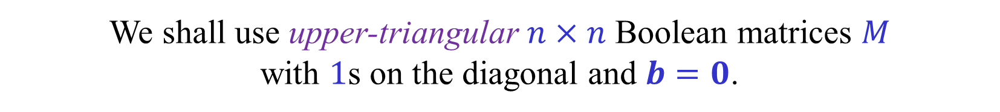 We shall use upper-triangular n × n Boolean matrices M
with 1s on the diagonal and b = 0.